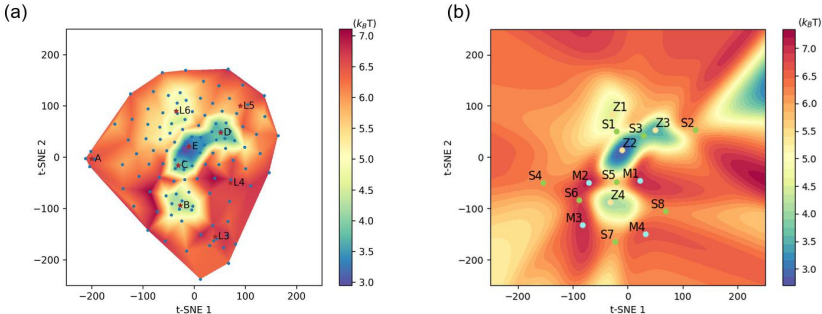 (a)
(k_BT)
200
100
0
−100
−200
t-SNE 2
L6
L5
D
E
A
C
L4
B
L3
−200 −100 0 100 200
t-SNE 1
7.0
6.5
6.0
5.5
5.0
4.5
4.0
3.5
3.0
(b)
(k_BT)
200
100
0
−100
−200
t-SNE 2
Z1
S1 S3 Z3 S2
Z2
S4 M2 S5 M1
S6 Z4
M3 S8
S7 M4
−200 −100 0 100 200
t-SNE 1
7.0
6.5
6.0
5.5
5.0
4.5
4.0
3.5
3.0